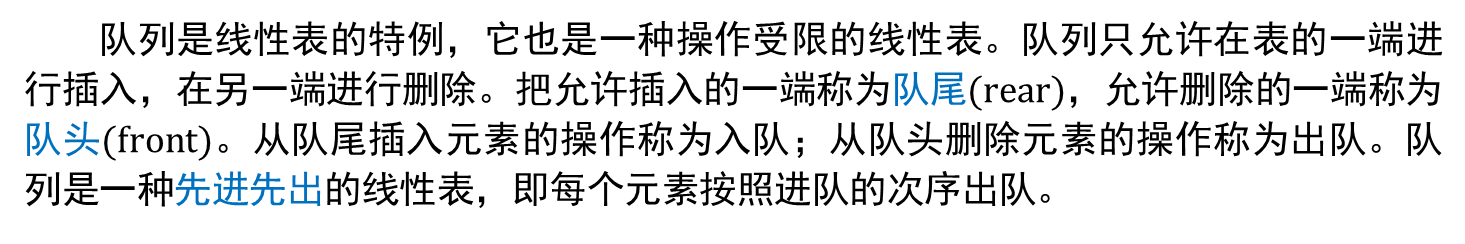 队列是线性表的特例，它也是一种操作受限的线性表。队列只允许在表的一端进
行插入，在另一端进行删除。把允许插入的一端称为队尾(rear)，允许删除的一端称为
队头(front)。从队尾插入元素的操作称为入队；从队头删除元素的操作称为出队。队
列是一种先进先出的线性表，即每个元素按照进队的次序出队。